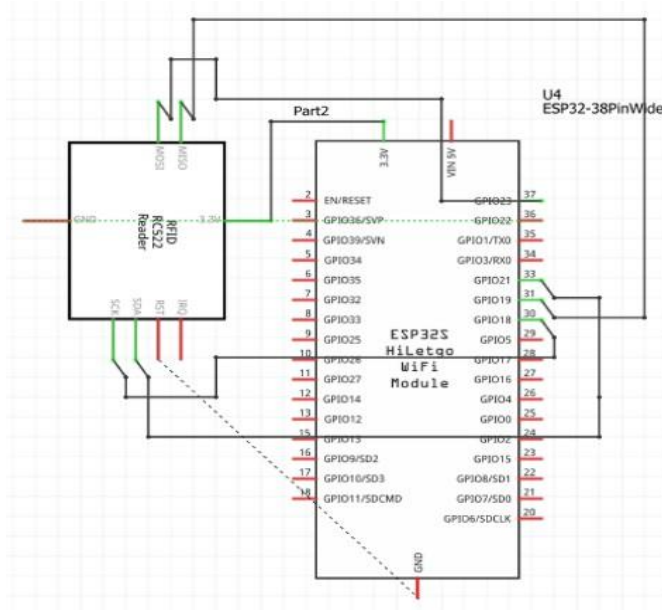 U4
ESP32-38PinWide
Part2
MOSI
MISO
GND
3.3V
RFID
RC522
Reader
SCK
SDA
RST
IRQ
3.3V
VIN 5V
2 EN/RESET
3 GPIO36/SVP
4 GPIO39/SVN
5 GPIO34
6 GPIO35
7 GPIO32
8 GPIO33
9 GPIO25
10 GPIO26
11 GPIO27
12 GPIO14
13 GPIO12
15 GPIO13
16 GPIO9/SD2
17 GPIO10/SD3
18 GPIO11/SDCMD
GPIO23 37
GPIO22 36
GPIO1/TX0 35
GPIO3/RX0 34
GPIO21 33
GPIO19 31
GPIO18 30
GPIO5 29
GPIO17 28
GPIO16 27
GPIO4 26
GPIO0 25
GPIO2 24
GPIO15 23
GPIO8/SD1 22
GPIO7/SD0 21
GPIO6/SDCLK 20
ESP32S
HiLetgo
WiFi
Module
GND